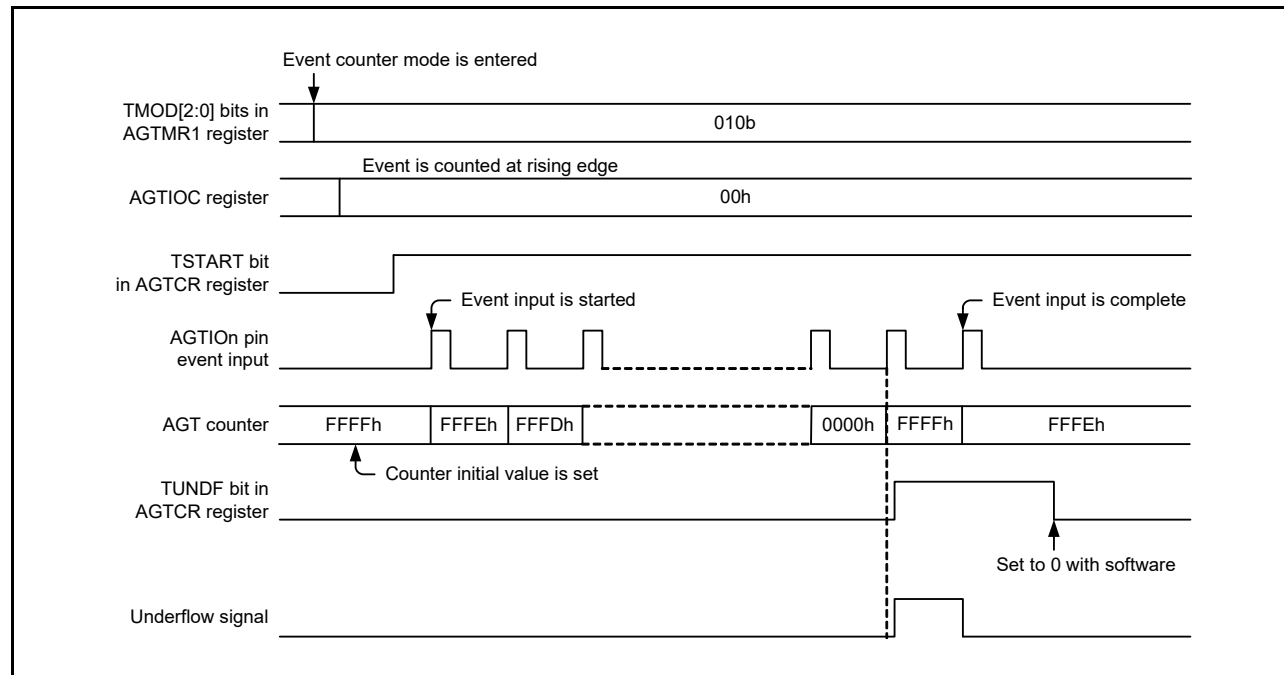 Event counter mode is entered
TMOD[2:0] bits in
AGTMR1 register
010b
Event is counted at rising edge
AGTIOC register
00h
TSTART bit
in AGTCR register
Event input is started
Event input is complete
AGTIOn pin
event input
AGT counter
FFFFh
FFFEh
FFFDh
0000h
FFFFh
FFFEh
Counter initial value is set
TUNDF bit in
AGTCR register
Set to 0 with software
Underflow signal